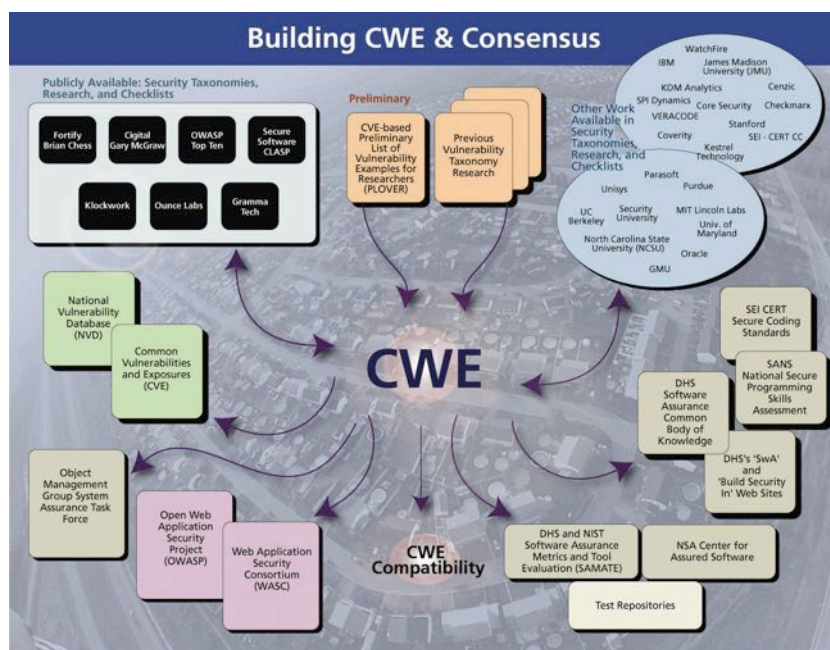 Building CWE & Consensus
Publicly Available: Security Taxonomies,
Research, and Checklists
Fortify
Brian Chess
Cigital
Gary McGraw
OWASP
Top Ten
Secure
Software
CLASP
Klockwork
Ounce Labs
Gramma
Tech
Preliminary
CVE-based
Preliminary
List of
Vulnerability
Examples for
Researchers
(PLOVER)
Previous
Vulnerability
Taxonomy
Research
Other Work
Available in
Security
Taxonomies,
Research, and
Checklists
WatchFire
IBM
James Madison
University (JMU)
KDM Analytics
Cenzic
SPI Dynamics
Core Security
Checkmarx
VERACODE
Stanford
Coverity
SEI - CERT CC
Kestrel
Technology
Parasoft
Unisys
Purdue
UC
Berkeley
Security
University
MIT Lincoln Labs
Univ. of
Maryland
North Carolina State
University (NCSU)
Oracle
GMU
National
Vulnerability
Database
(NVD)
Common
Vulnerabilities
and Exposures
(CVE)
CWE
SEI CERT
Secure Coding
Standards
SANS
National Secure
Programming
Skills
Assessment
DHS
Software
Assurance
Common
Body of
Knowledge
DHS's 'SwA'
and
'Build Security
In' Web Sites
Object
Management
Group System
Assurance Task
Force
Open Web
Application
Security
Project
(OWASP)
Web Application
Security
Consortium
(WASC)
CWE
Compatibility
DHS and NIST
Software Assurance
Metrics and Tool
Evaluation (SAMATE)
NSA Center for
Assured Software
Test Repositories